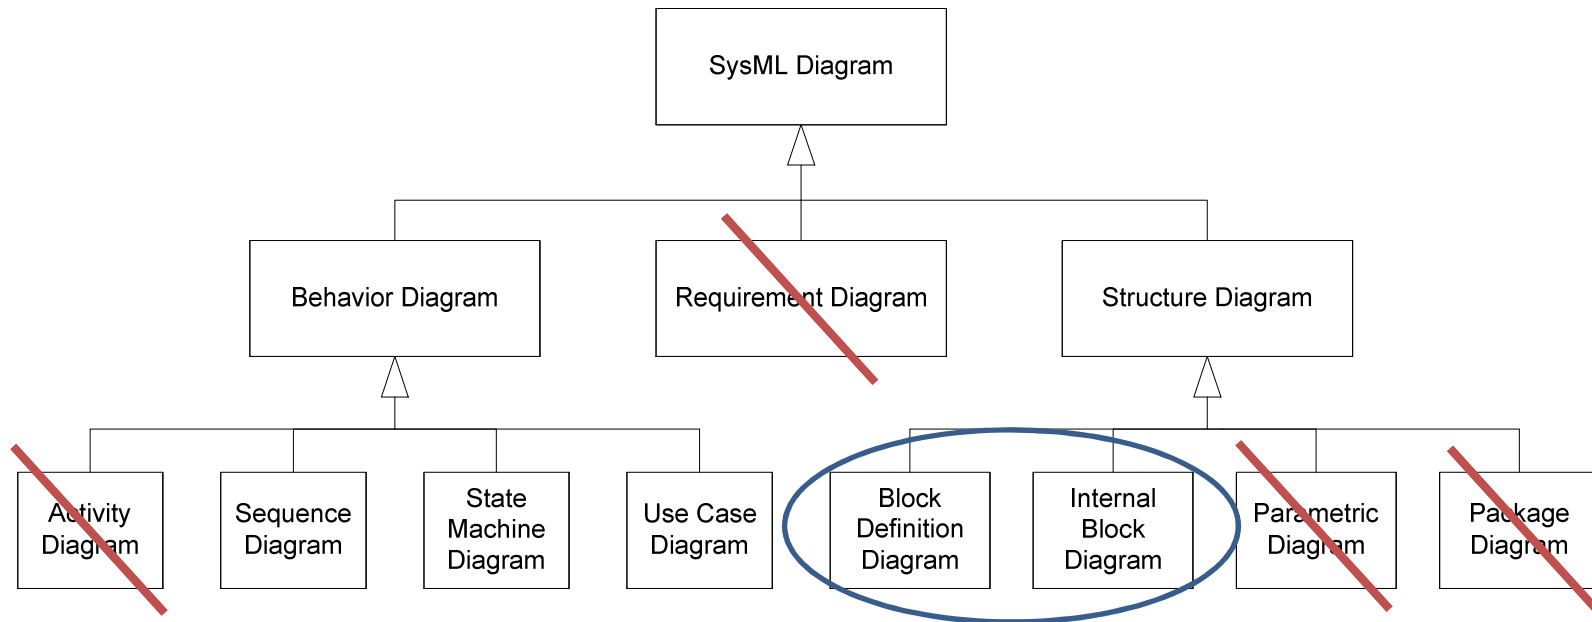 SysML Diagram
Behavior Diagram
Requirement Diagram
Structure Diagram
Activity
Diagram
Sequence
Diagram
State
Machine
Diagram
Use Case
Diagram
Block
Definition
Diagram
Internal
Block
Diagram
Parametric
Diagram
Package
Diagram